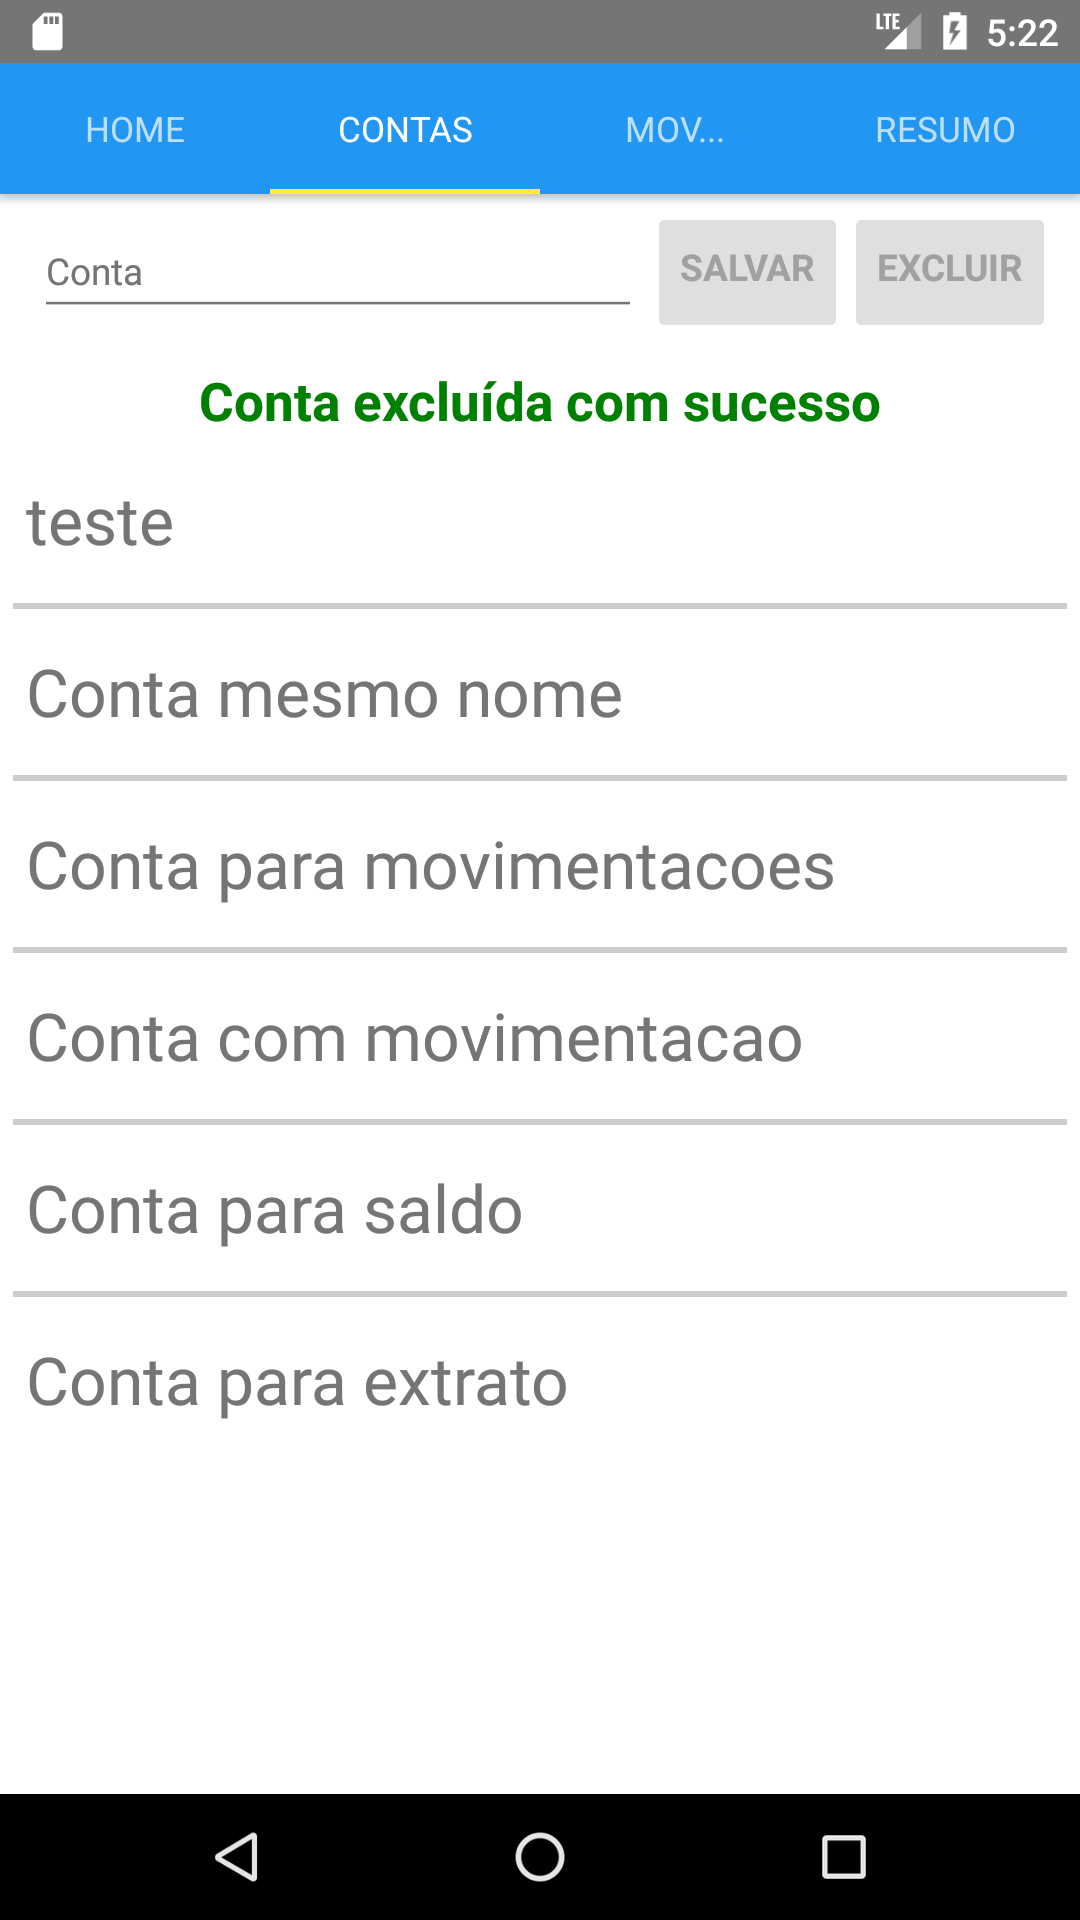 LTE 5:22
HOME CONTAS MOV... RESUMO
Conta SALVAR EXCLUIR
Conta excluída com sucesso
teste
Conta mesmo nome
Conta para movimentacoes
Conta com movimentacao
Conta para saldo
Conta para extrato